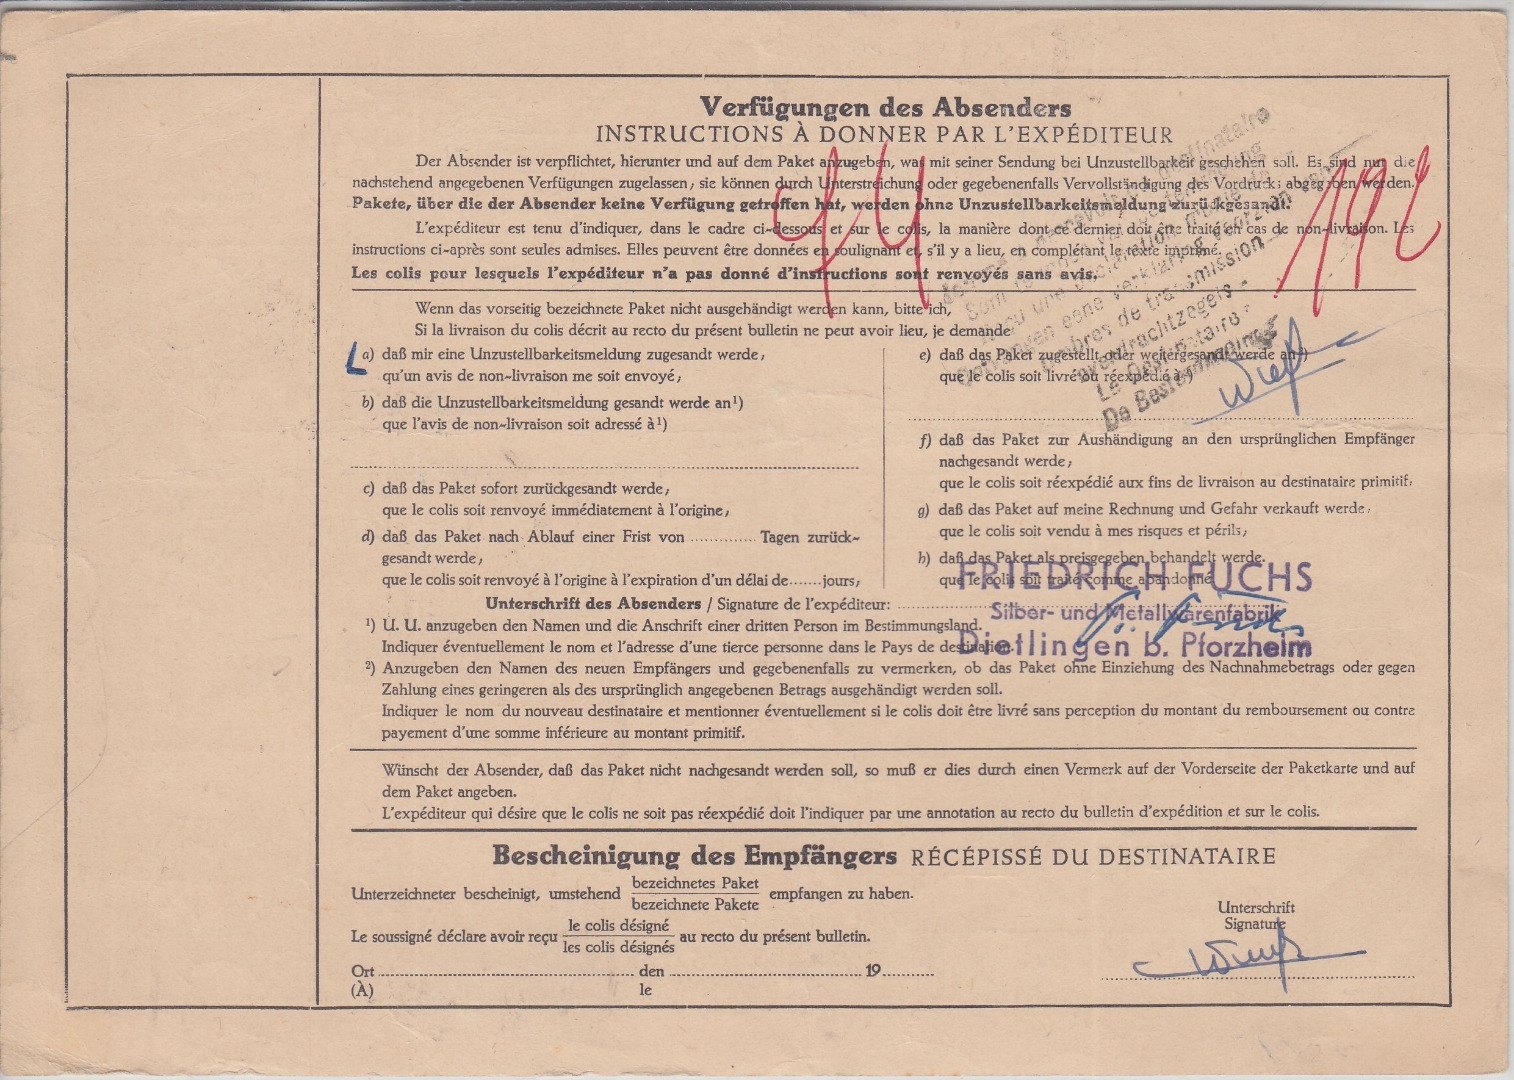 Verfügungen des Absenders
INSTRUCTIONS À DONNER PAR L'EXPÉDITEUR
Der Absender ist verpflichtet, hierunter und auf dem Paket anzugeben, was mit seiner Sendung bei Unzustellbarkeit geschehen soll. Es sind nur die
nachstehend angegebenen Verfügungen zugelassen; sie können durch Unterstreichung oder gegebenenfalls Vervollständigung des Vordrucks abgegeben werden.
Pakete, über die der Absender keine Verfügung getroffen hat, werden ohne Unzustellbarkeitsmeldung zurückgesandt.
L'expéditeur est tenu d'indiquer, dans le cadre ci-dessous et sur le colis, la manière dont ce dernier doit être traité en cas de non-livraison. Les
instructions ci-après sont seules admises. Elles peuvent être données en soulignant et, s'il y a lieu, en complétant le texte imprimé.
Les colis pour lesquels l'expéditeur n'a pas donné d'instructions sont renvoyés sans avis.
192
destinataire
timbres de transmission
overdrachtzegels -
Le Destinataire -
De Bestemmeling
Wenn das vorseitig bezeichnete Paket nicht ausgehändigt werden kann, bitte ich,
Si la livraison du colis décrit au recto du présent bulletin ne peut avoir lieu, je demande
a) daß mir eine Unzustellbarkeitsmeldung zugesandt werde;
qu'un avis de non-livraison me soit envoyé;
b) daß die Unzustellbarkeitsmeldung gesandt werde an¹)
que l'avis de non-livraison soit adressé à¹)
c) daß das Paket sofort zurückgesandt werde;
que le colis soit renvoyé immédiatement à l'origine;
d) daß das Paket nach Ablauf einer Frist von ............ Tagen zurück-
gesandt werde;
que le colis soit renvoyé à l'origine à l'expiration d'un délai de.......jours;
e) daß das Paket zugestellt oder weitergesandt werde an²)
que le colis soit livré ou réexpédié à²)
f) daß das Paket zur Aushändigung an den ursprünglichen Empfänger
nachgesandt werde;
que le colis soit réexpédié aux fins de livraison au destinataire primitif;
g) daß das Paket auf meine Rechnung und Gefahr verkauft werde;
que le colis soit vendu à mes risques et périls;
h) daß das Paket als preisgegeben behandelt werde.
que le colis soit traité comme abandonné.
Unterschrift des Absenders / Signature de l'expéditeur:
FRIEDRICH FUCHS
Silber- und Metallwarenfabrik
Dietlingen b. Pforzheim
¹) U. U. anzugeben den Namen und die Anschrift einer dritten Person im Bestimmungsland.
Indiquer éventuellement le nom et l'adresse d'une tierce personne dans le Pays de destination.
²) Anzugeben den Namen des neuen Empfängers und gegebenenfalls zu vermerken, ob das Paket ohne Einziehung des Nachnahmebetrags oder gegen
Zahlung eines geringeren als des ursprünglich angegebenen Betrags ausgehändigt werden soll.
Indiquer le nom du nouveau destinataire et mentionner éventuellement si le colis doit être livré sans perception du montant du remboursement ou contre
payement d'une somme inférieure au montant primitif.
Wünscht der Absender, daß das Paket nicht nachgesandt werden soll, so muß er dies durch einen Vermerk auf der Vorderseite der Paketkarte und auf
dem Paket angeben.
L'expéditeur qui désire que le colis ne soit pas réexpédié doit l'indiquer par une annotation au recto du bulletin d'expédition et sur le colis.
Bescheinigung des Empfängers RÉCÉPISSÉ DU DESTINATAIRE
Unterzeichneter bescheinigt, umstehend bezeichnetes Paket / bezeichnete Pakete empfangen zu haben.
Le soussigné déclare avoir reçu le colis désigné / les colis désignés au recto du présent bulletin.
Unterschrift
Signature
Ort ............ den ............ 19........
(À) le